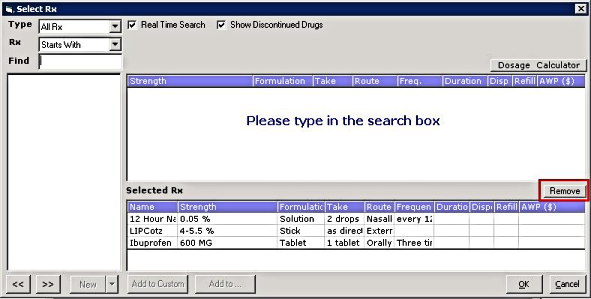 Select Rx
Type All Rx Real Time Search Show Discontinued Drugs
Rx Starts With
Find
Dosage Calculator
Strength Formulation Take Route Freq. Duration Disp Refill AWP ($)
Please type in the search box
Selected Rx Remove
Name Strength Formulatic Take Route Frequen Duratio Disp Refill AWP ($)
12 Hour Na 0.05 % Solution 2 drops Nasall every 12
LIPCotz 4-5.5 % Stick as direct Extern
Ibuprofen 600 MG Tablet 1 tablet Orally Three tin
<< >> New Add to Custom Add to ... OK Cancel